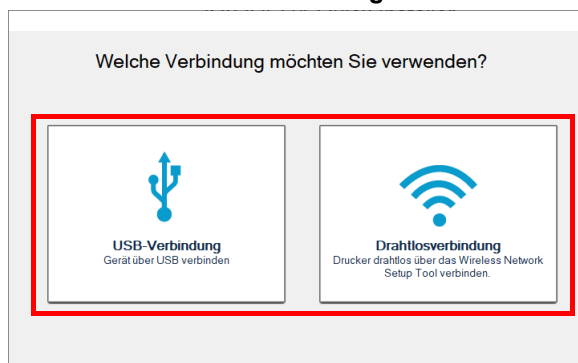 Welche Verbindung möchten Sie verwenden?
USB-Verbindung
Gerät über USB verbinden
Drahtlosverbindung
Drucker drahtlos über das Wireless Network
Setup Tool verbinden.